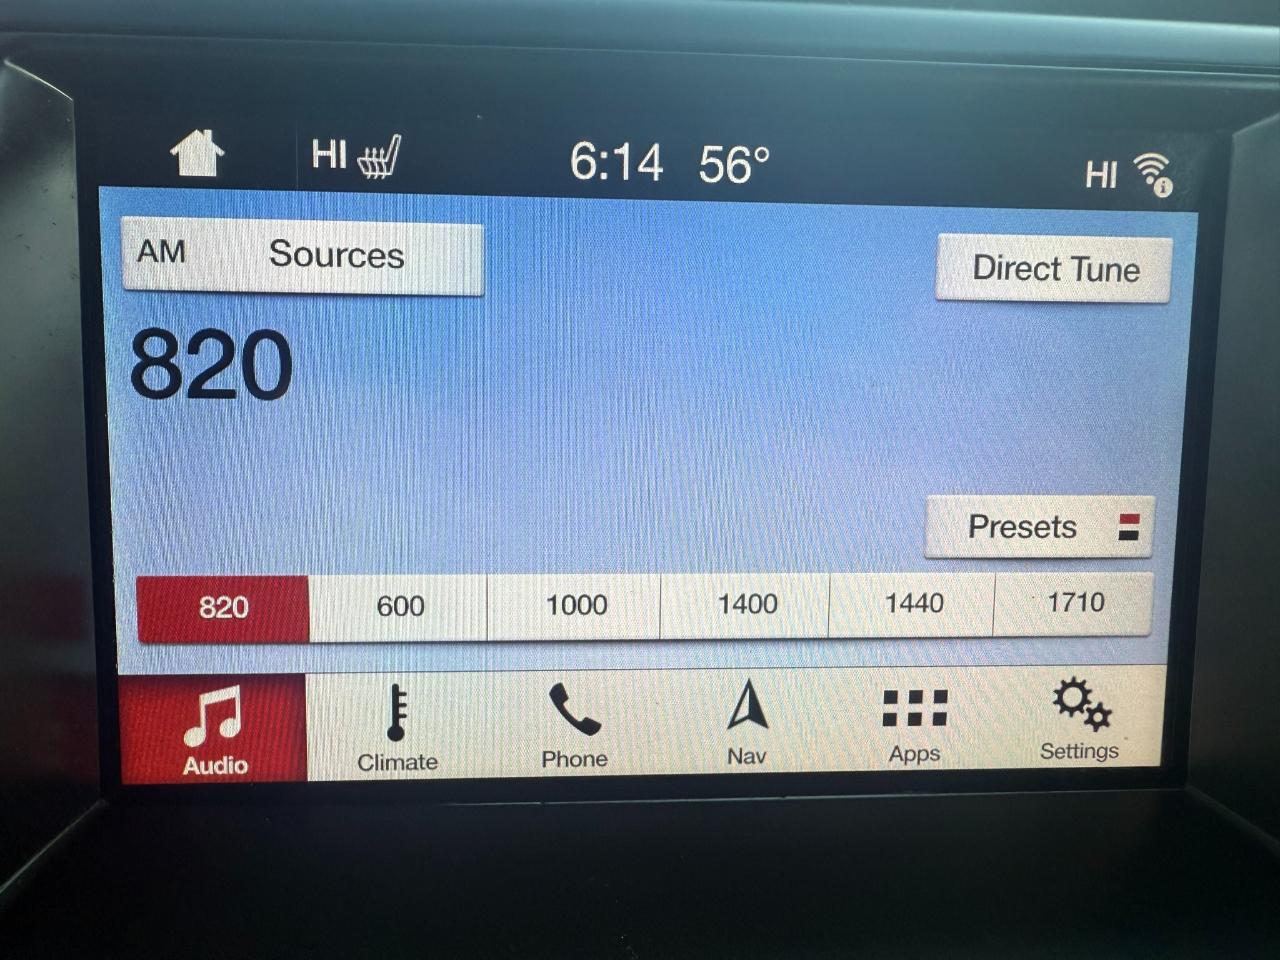 HI 6:14 56° HI
AM Sources Direct Tune
820
Presets
820 600 1000 1400 1440 1710
Audio Climate Phone Nav Apps Settings